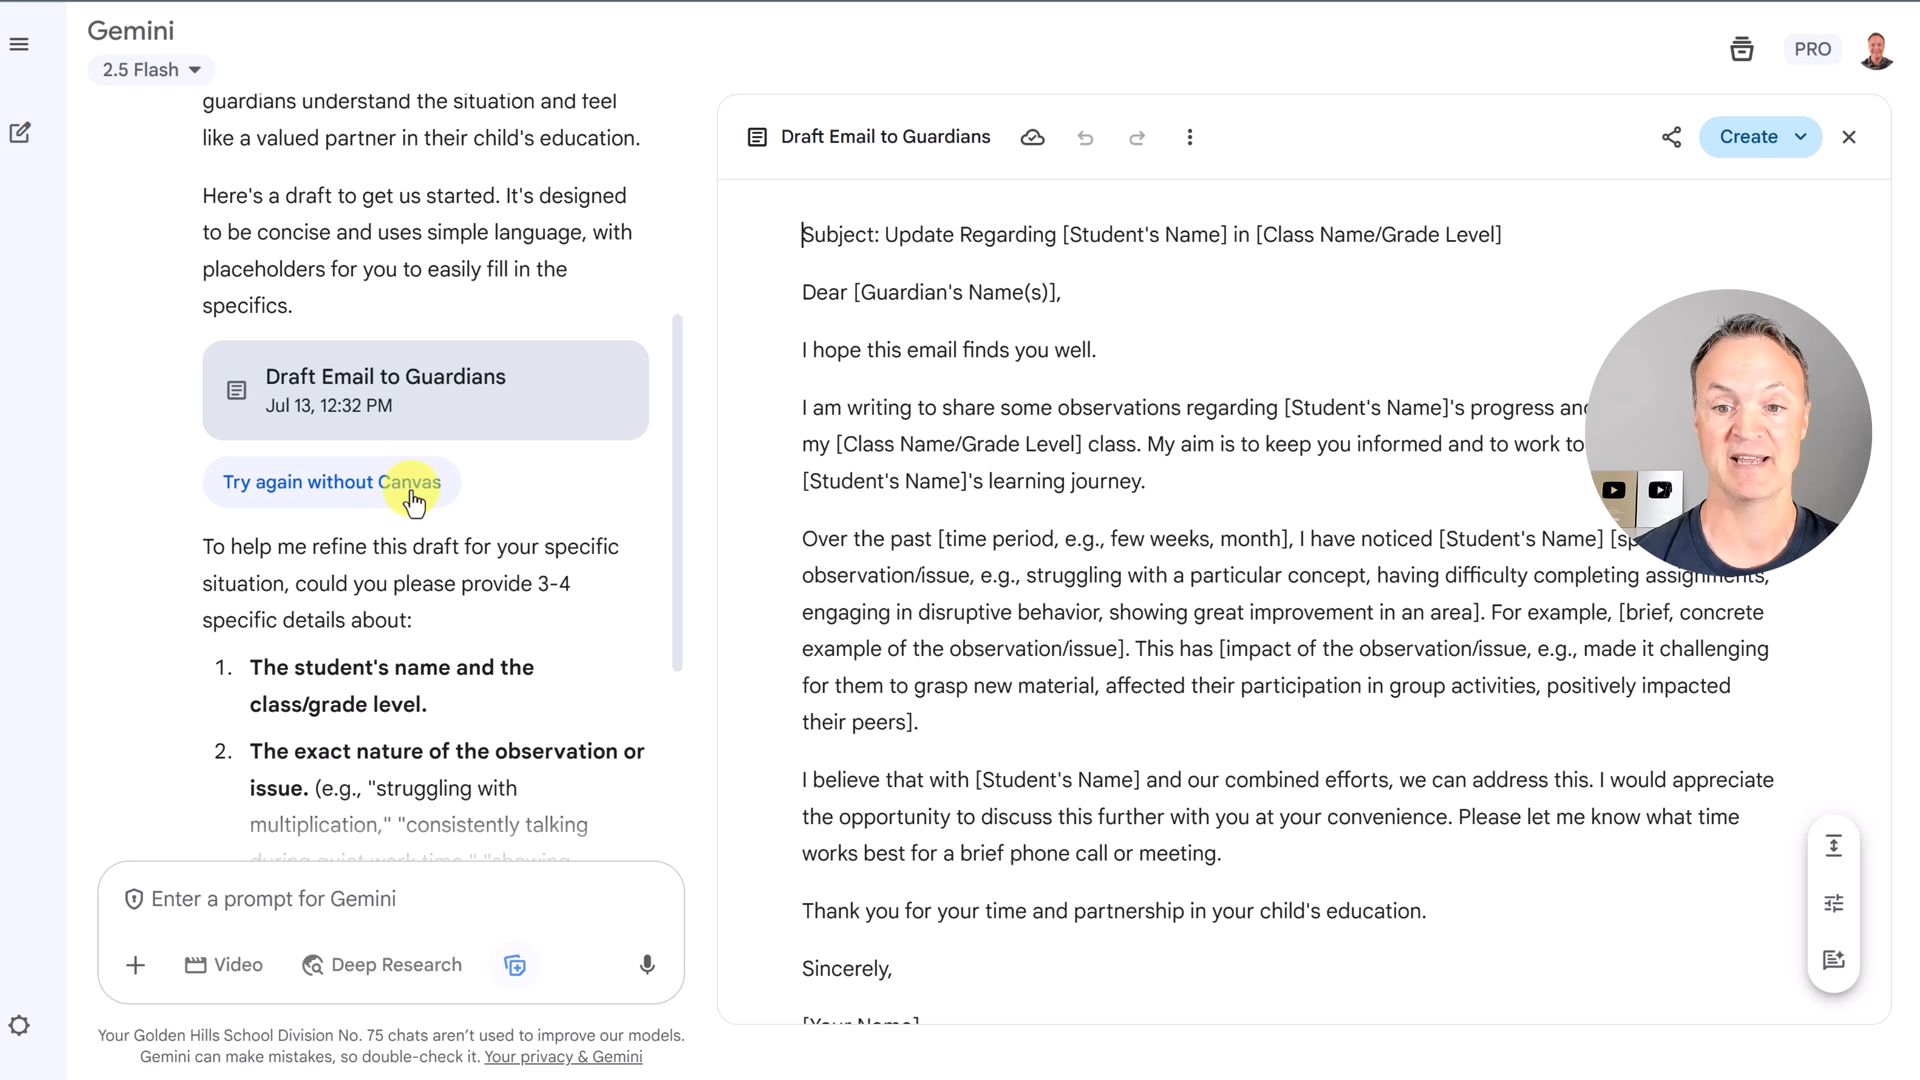 Gemini
2.5 Flash
PRO
guardians understand the situation and feel
like a valued partner in their child's education.
Here's a draft to get us started. It's designed
to be concise and uses simple language, with
placeholders for you to easily fill in the
specifics.
Draft Email to Guardians
Jul 13, 12:32 PM
Try again without Canvas
To help me refine this draft for your specific
situation, could you please provide 3-4
specific details about:
1. The student's name and the
class/grade level.
2. The exact nature of the observation or
issue. (e.g., "struggling with
multiplication," "consistently talking
during quiet work time," "showing
Enter a prompt for Gemini
Video
Deep Research
Your Golden Hills School Division No. 75 chats aren't used to improve our models.
Gemini can make mistakes, so double-check it. Your privacy & Gemini
Draft Email to Guardians
Create
Subject: Update Regarding [Student's Name] in [Class Name/Grade Level]
Dear [Guardian's Name(s)],
I hope this email finds you well.
I am writing to share some observations regarding [Student's Name]'s progress and
my [Class Name/Grade Level] class. My aim is to keep you informed and to work to
[Student's Name]'s learning journey.
Over the past [time period, e.g., few weeks, month], I have noticed [Student's Name] [sp
observation/issue, e.g., struggling with a particular concept, having difficulty completing assignments,
engaging in disruptive behavior, showing great improvement in an area]. For example, [brief, concrete
example of the observation/issue]. This has [impact of the observation/issue, e.g., made it challenging
for them to grasp new material, affected their participation in group activities, positively impacted
their peers].
I believe that with [Student's Name] and our combined efforts, we can address this. I would appreciate
the opportunity to discuss this further with you at your convenience. Please let me know what time
works best for a brief phone call or meeting.
Thank you for your time and partnership in your child's education.
Sincerely,
[Your Name]